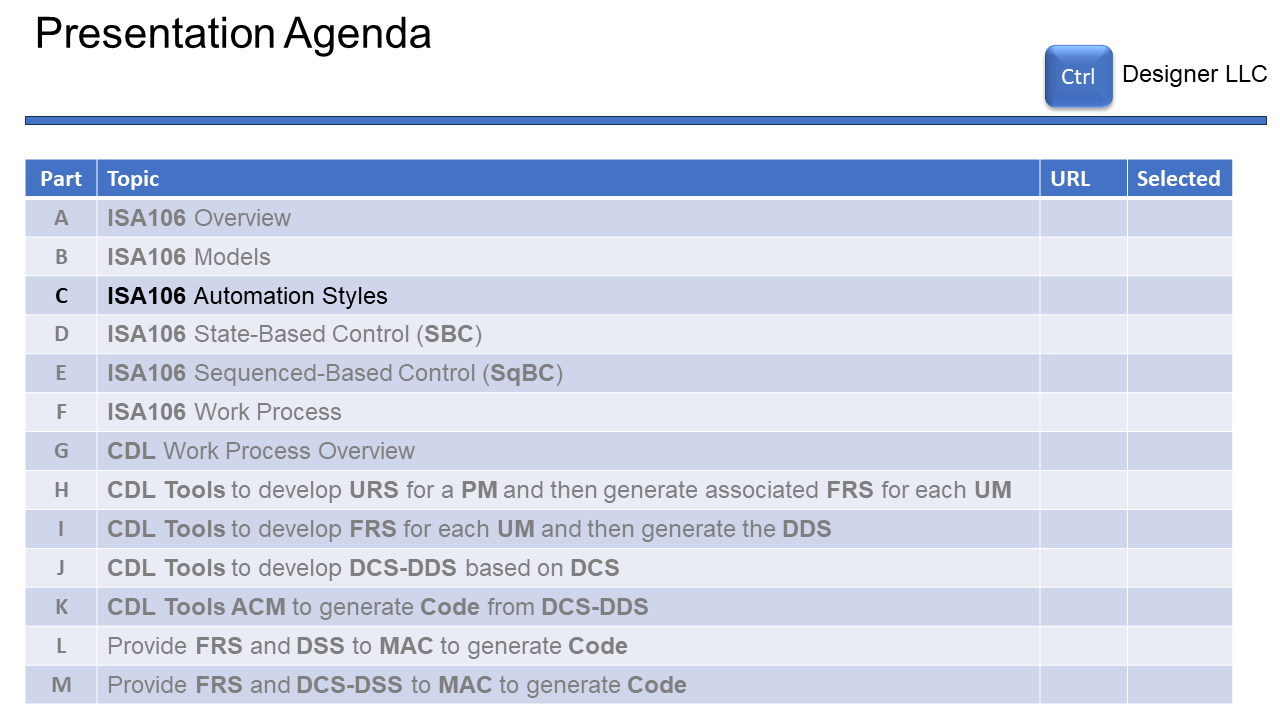 Presentation Agenda
Ctrl Designer LLC
Part Topic URL Selected
A ISA106 Overview
B ISA106 Models
C ISA106 Automation Styles
D ISA106 State-Based Control (SBC)
E ISA106 Sequenced-Based Control (SqBC)
F ISA106 Work Process
G CDL Work Process Overview
H CDL Tools to develop URS for a PM and then generate associated FRS for each UM
I CDL Tools to develop FRS for each UM and then generate the DDS
J CDL Tools to develop DCS-DDS based on DCS
K CDL Tools ACM to generate Code from DCS-DDS
L Provide FRS and DSS to MAC to generate Code
M Provide FRS and DCS-DSS to MAC to generate Code